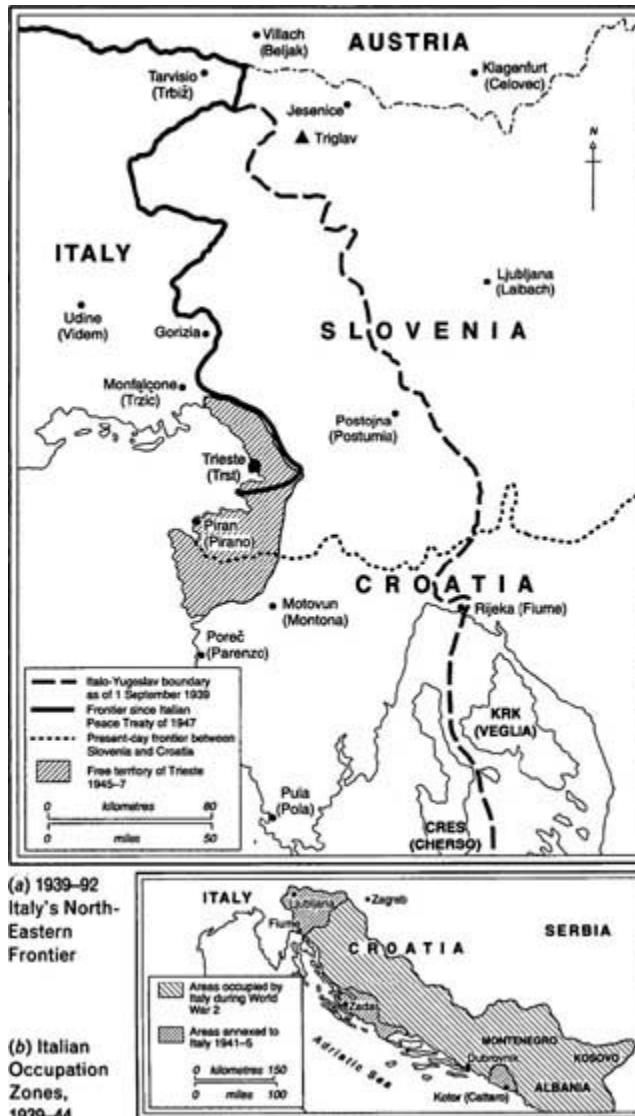 Villach
(Beljak)
AUSTRIA
Tarvisio
(Trbiž)
Klagenfurt
(Celovec)
Jesenice
Triglav
N
ITALY
Ljubljana
(Laibach)
Udine
(Videm)
Gorizia
SLOVENIA
Monfalcone
(Tržic)
Postojna
(Postumia)
Trieste
(Trst)
Piran
(Pirano)
CROATIA
Motovun
(Montona)
Rijeka (Fiume)
Poreč
(Parenzo)
Italo-Yugoslav boundary
as of 1 September 1939
Frontier since Italian
Peace Treaty of 1947
Present-day frontier between
Slovenia and Croatia
Free territory of Trieste
1945–7
0 kilometres 80
0 miles 50
KRK
(VEGLIA)
Pula
(Pola)
CRES
(CHERSO)
(a) 1939–92
Italy's North-
Eastern
Frontier
ITALY
Ljubljana
Zagreb
SERBIA
Fiume
CROATIA
Areas occupied by
Italy during World
War 2
Areas annexed to
Italy 1941–5
0 kilometres 150
0 miles 100
Zadar
Adriatic Sea
MONTENEGRO
KOSOVO
Dubrovnik
ALBANIA
Kotor (Cattaro)
(b) Italian
Occupation
Zones,
1939–44